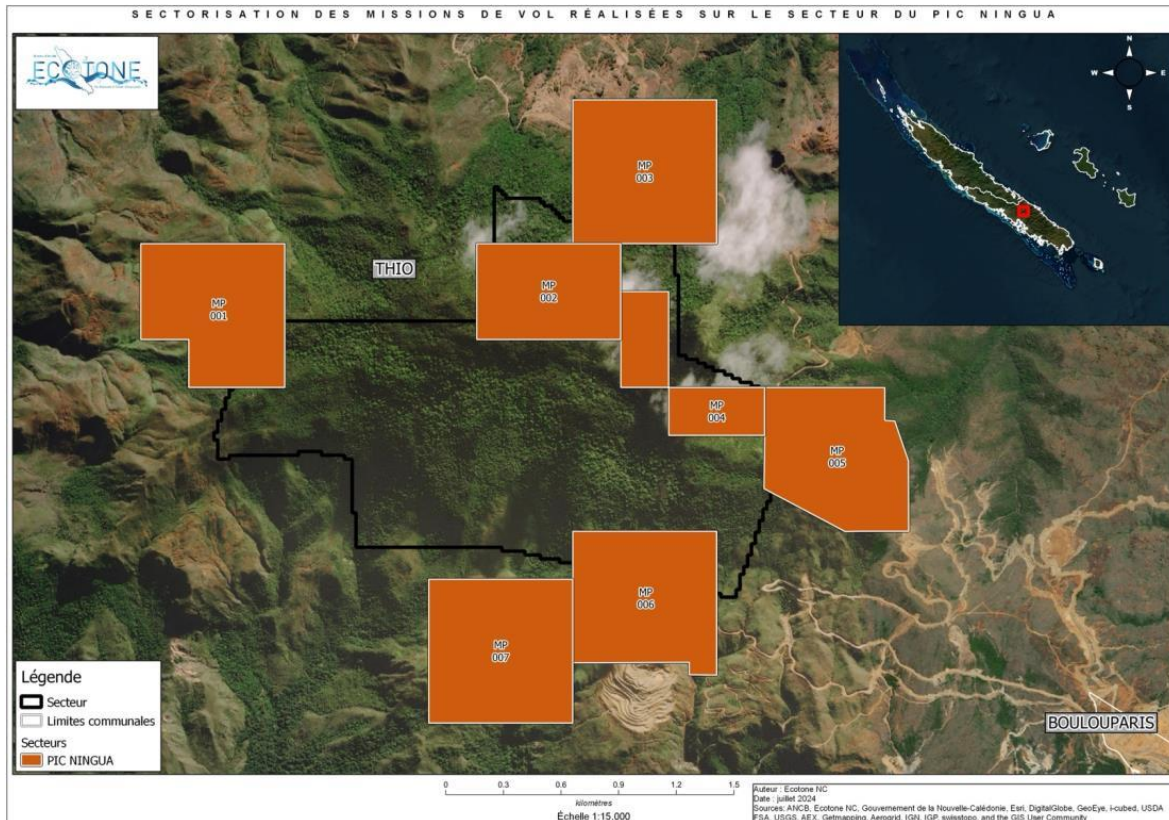 SECTORISATION DES MISSIONS DE VOL RÉALISÉES SUR LE SECTEUR DU PIC NINGUA
ECOTONE
N
W E
S
MP
003
THIO
MP
002
MP
001
MP
004
MP
005
MP
006
MP
007
Légende
Secteur
Limites communales
Secteurs
PIC NINGUA
BOULOUPARIS
0 0.3 0.6 0.9 1.2 1.5
kilomètres
Échelle 1:15,000
Auteur : Ecotone NC
Date : juillet 2024
Sources: ANCB, Ecotone NC, Gouvernement de la Nouvelle-Calédonie, Esri, DigitalGlobe, GeoEye, i-cubed, USDA
FSA, USGS, AEX, Getmapping, Aerogrid, IGN, IGP, swisstopo, and the GIS User Community